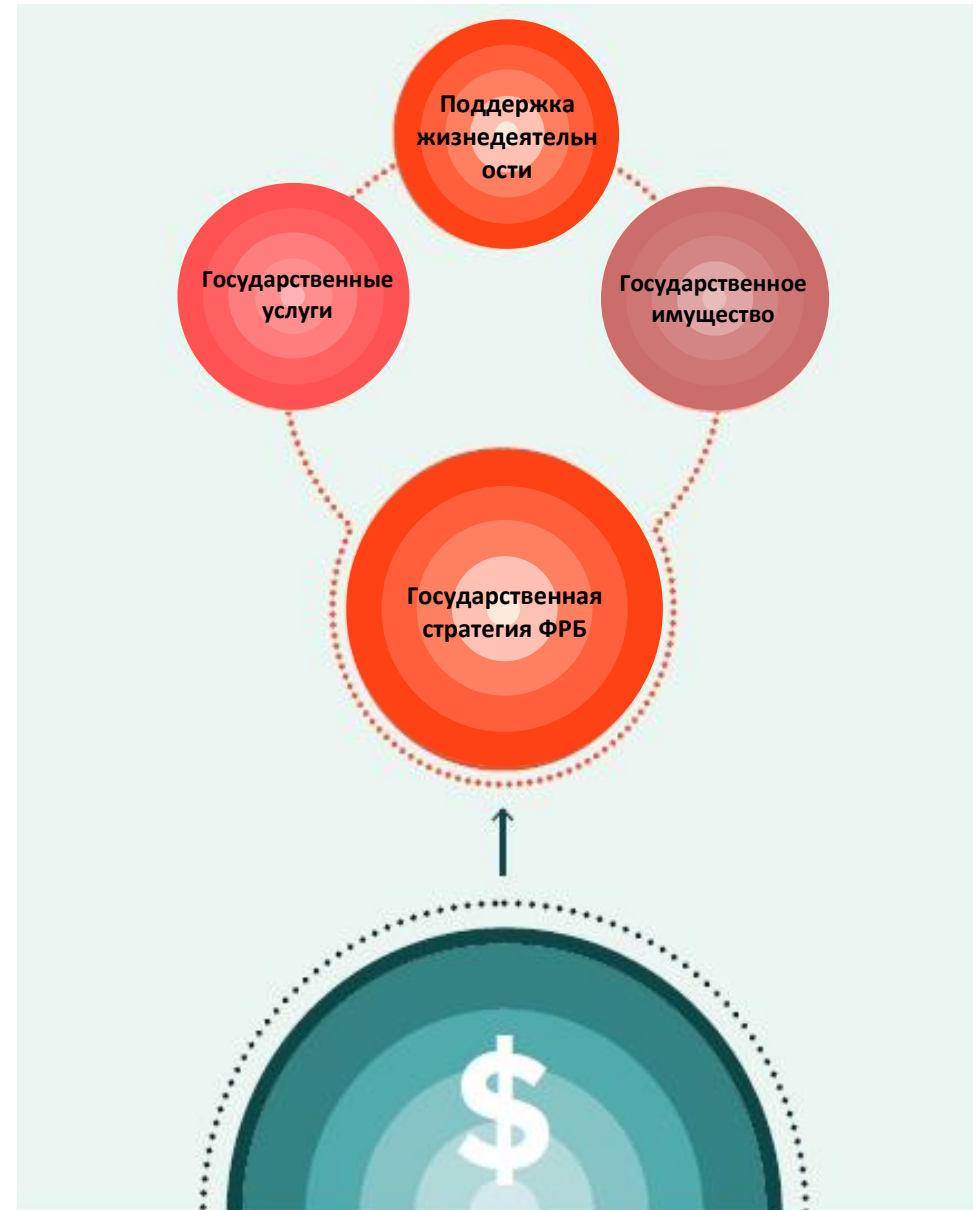 Поддержка
жизнедеятельн
ости
Государственные
услуги
Государственное
имущество
Государственная
стратегия ФРБ
$